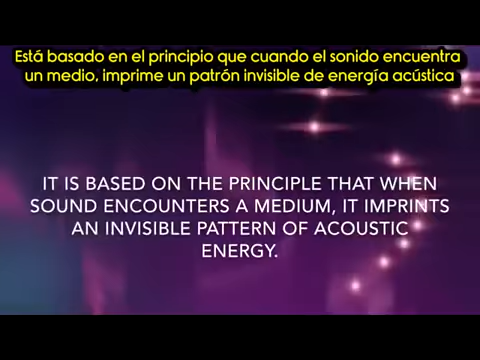 Está basado en el principio que cuando el sonido encuentra
un medio, imprime un patrón invisible de energía acústica
IT IS BASED ON THE PRINCIPLE THAT WHEN
SOUND ENCOUNTERS A MEDIUM, IT IMPRINTS
AN INVISIBLE PATTERN OF ACOUSTIC
ENERGY.